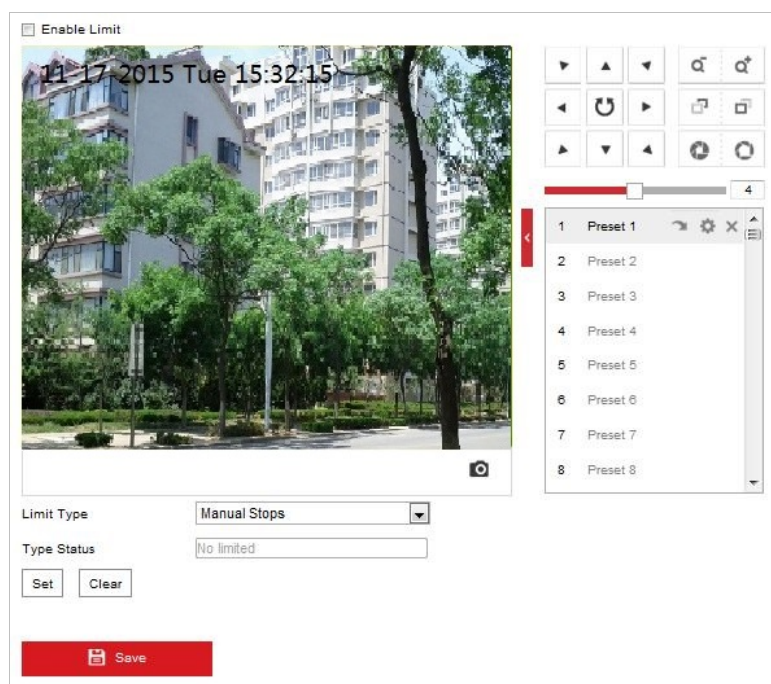 Enable Limit
11-17-2015 Tue 15:32:15
4
1 Preset 1
2 Preset 2
3 Preset 3
4 Preset 4
5 Preset 5
6 Preset 6
7 Preset 7
8 Preset 8
Limit Type Manual Stops
Type Status No limited
Set Clear
Save